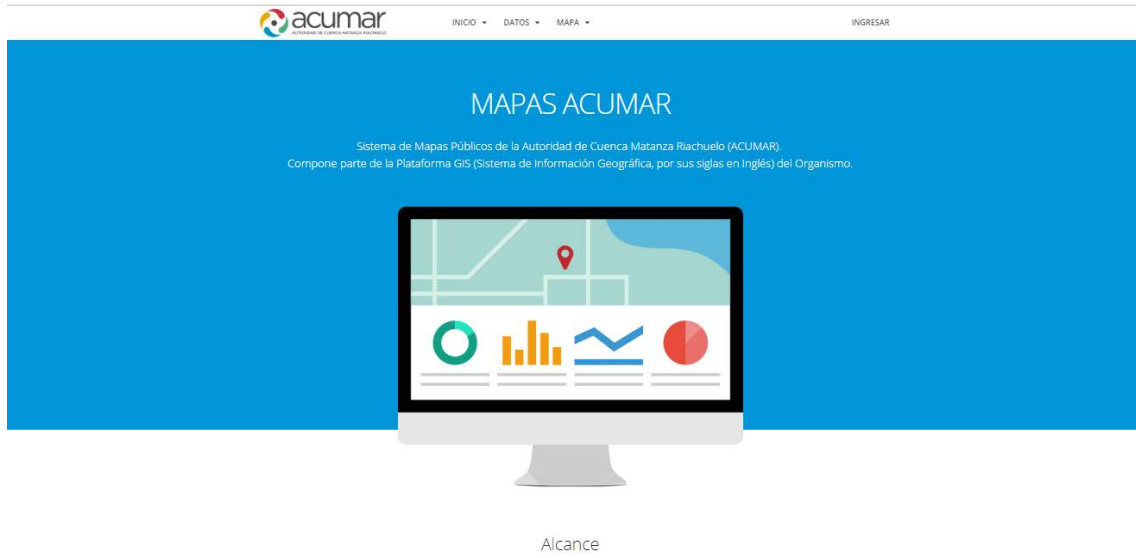 acumar
AUTORIDAD DE CUENCA MATANZA RIACHUELO
INICIO DATOS MAPA INGRESAR
MAPAS ACUMAR
Sistema de Mapas Públicos de la Autoridad de Cuenca Matanza Riachuelo (ACUMAR).
Compone parte de la Plataforma GIS (Sistema de Información Geográfica, por sus siglas en Inglés) del Organismo.
Alcance